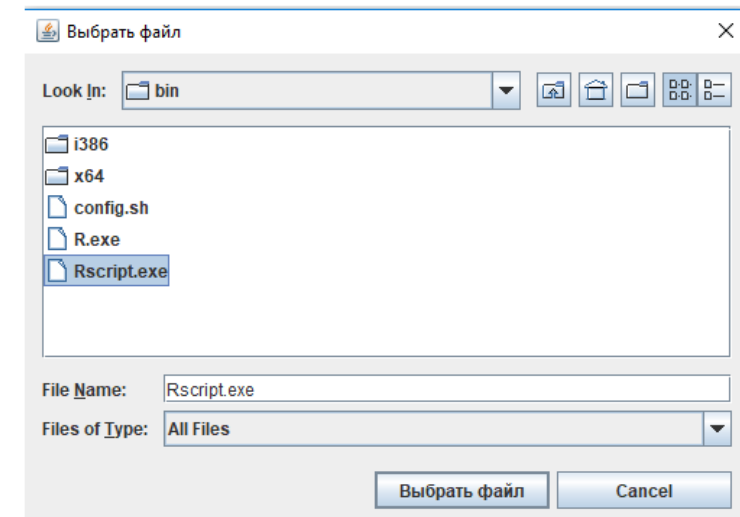 Выбрать файл
Look In: bin
i386
x64
config.sh
R.exe
Rscript.exe
File Name: Rscript.exe
Files of Type: All Files
Выбрать файл Cancel